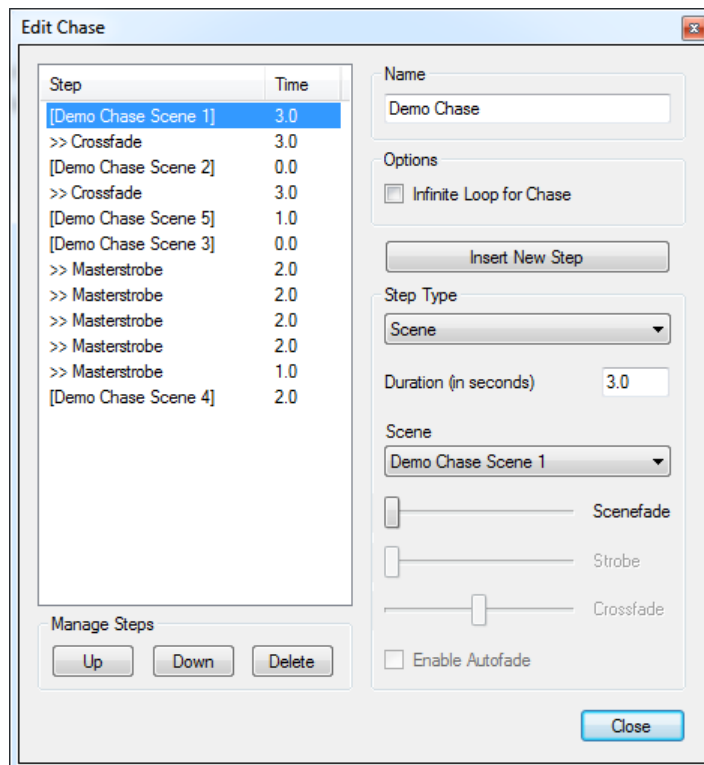 Edit Chase
Step Time
[Demo Chase Scene 1] 3.0
>> Crossfade 3.0
[Demo Chase Scene 2] 0.0
>> Crossfade 3.0
[Demo Chase Scene 5] 1.0
[Demo Chase Scene 3] 0.0
>> Masterstrobe 2.0
>> Masterstrobe 2.0
>> Masterstrobe 2.0
>> Masterstrobe 2.0
>> Masterstrobe 1.0
[Demo Chase Scene 4] 2.0
Manage Steps
Up Down Delete
Name
Demo Chase
Options
Infinite Loop for Chase
Insert New Step
Step Type
Scene
Duration (in seconds) 3.0
Scene
Demo Chase Scene 1
Scenefade
Strobe
Crossfade
Enable Autofade
Close